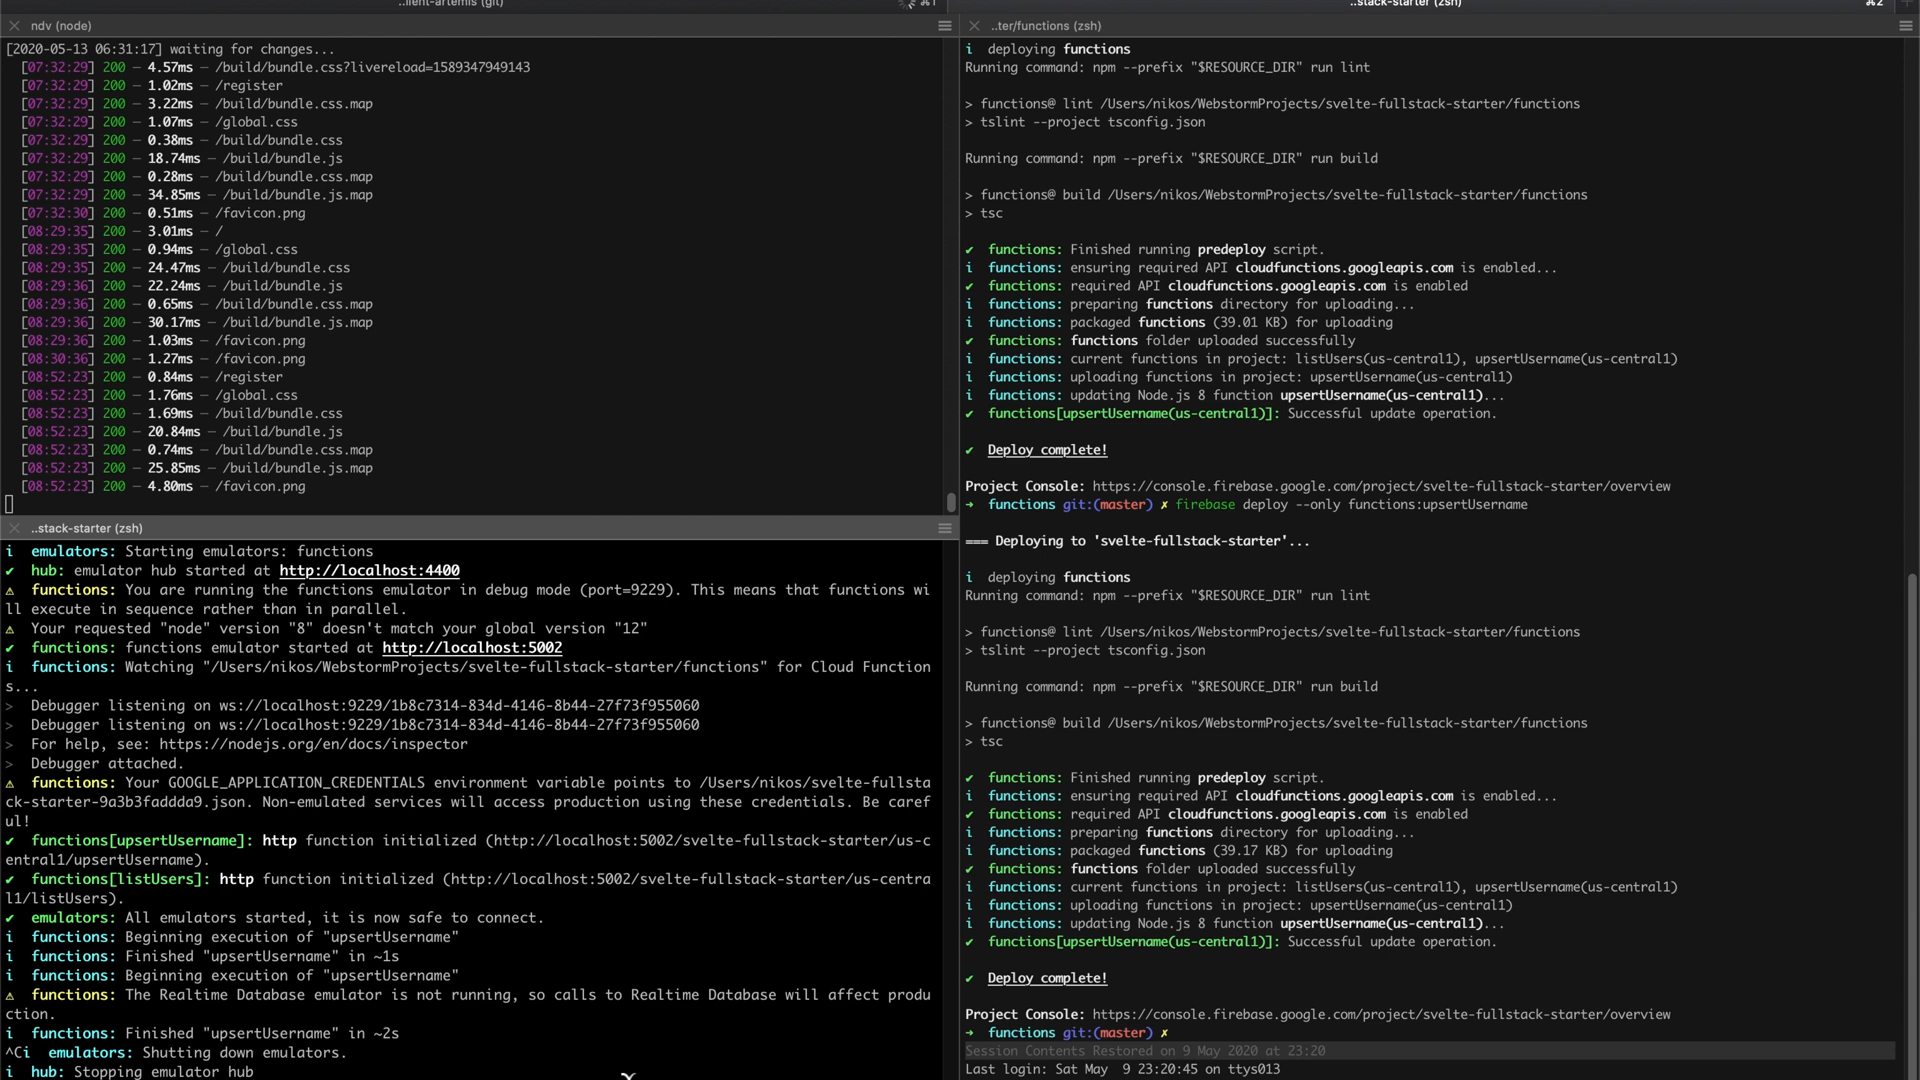 ..lient-artemis (git)
⌘1
..stack-starter (zsh)
⌘2
ndv (node)
[2020-05-13 06:31:17] waiting for changes...
[07:32:29] 200 — 4.57ms — /build/bundle.css?livereload=1589347949143
[07:32:29] 200 — 1.02ms — /register
[07:32:29] 200 — 3.22ms — /build/bundle.css.map
[07:32:29] 200 — 1.07ms — /global.css
[07:32:29] 200 — 0.38ms — /build/bundle.css
[07:32:29] 200 — 18.74ms — /build/bundle.js
[07:32:29] 200 — 0.28ms — /build/bundle.css.map
[07:32:29] 200 — 34.85ms — /build/bundle.js.map
[07:32:30] 200 — 0.51ms — /favicon.png
[08:29:35] 200 — 3.01ms — /
[08:29:35] 200 — 0.94ms — /global.css
[08:29:35] 200 — 24.47ms — /build/bundle.css
[08:29:36] 200 — 22.24ms — /build/bundle.js
[08:29:36] 200 — 0.65ms — /build/bundle.css.map
[08:29:36] 200 — 30.17ms — /build/bundle.js.map
[08:29:36] 200 — 1.03ms — /favicon.png
[08:30:36] 200 — 1.27ms — /favicon.png
[08:52:23] 200 — 0.84ms — /register
[08:52:23] 200 — 1.76ms — /global.css
[08:52:23] 200 — 1.69ms — /build/bundle.css
[08:52:23] 200 — 20.84ms — /build/bundle.js
[08:52:23] 200 — 0.74ms — /build/bundle.css.map
[08:52:23] 200 — 25.85ms — /build/bundle.js.map
[08:52:23] 200 — 4.80ms — /favicon.png
..stack-starter (zsh)
i emulators: Starting emulators: functions
✔ hub: emulator hub started at http://localhost:4400
⚠ functions: You are running the functions emulator in debug mode (port=9229). This means that functions wi
ll execute in sequence rather than in parallel.
⚠ Your requested "node" version "8" doesn't match your global version "12"
✔ functions: functions emulator started at http://localhost:5002
i functions: Watching "/Users/nikos/WebstormProjects/svelte-fullstack-starter/functions" for Cloud Function
s...
> Debugger listening on ws://localhost:9229/1b8c7314-834d-4146-8b44-27f73f955060
> Debugger listening on ws://localhost:9229/1b8c7314-834d-4146-8b44-27f73f955060
> For help, see: https://nodejs.org/en/docs/inspector
> Debugger attached.
⚠ functions: Your GOOGLE_APPLICATION_CREDENTIALS environment variable points to /Users/nikos/svelte-fullsta
ck-starter-9a3b3faddda9.json. Non-emulated services will access production using these credentials. Be caref
ul!
✔ functions[upsertUsername]: http function initialized (http://localhost:5002/svelte-fullstack-starter/us-c
entral1/upsertUsername).
✔ functions[listUsers]: http function initialized (http://localhost:5002/svelte-fullstack-starter/us-centra
l1/listUsers).
✔ emulators: All emulators started, it is now safe to connect.
i functions: Beginning execution of "upsertUsername"
i functions: Finished "upsertUsername" in ~1s
i functions: Beginning execution of "upsertUsername"
⚠ functions: The Realtime Database emulator is not running, so calls to Realtime Database will affect produ
ction.
i functions: Finished "upsertUsername" in ~2s
^Ci emulators: Shutting down emulators.
i hub: Stopping emulator hub
..ter/functions (zsh)
i deploying functions
Running command: npm --prefix "$RESOURCE_DIR" run lint
> functions@ lint /Users/nikos/WebstormProjects/svelte-fullstack-starter/functions
> tslint --project tsconfig.json
Running command: npm --prefix "$RESOURCE_DIR" run build
> functions@ build /Users/nikos/WebstormProjects/svelte-fullstack-starter/functions
> tsc
✔ functions: Finished running predeploy script.
i functions: ensuring required API cloudfunctions.googleapis.com is enabled...
✔ functions: required API cloudfunctions.googleapis.com is enabled
i functions: preparing functions directory for uploading...
i functions: packaged functions (39.01 KB) for uploading
✔ functions: functions folder uploaded successfully
i functions: current functions in project: listUsers(us-central1), upsertUsername(us-central1)
i functions: uploading functions in project: upsertUsername(us-central1)
i functions: updating Node.js 8 function upsertUsername(us-central1)...
✔ functions[upsertUsername(us-central1)]: Successful update operation.
✔ Deploy complete!
Project Console: https://console.firebase.google.com/project/svelte-fullstack-starter/overview
→ functions git:(master) ✗ firebase deploy --only functions:upsertUsername
=== Deploying to 'svelte-fullstack-starter'...
i deploying functions
Running command: npm --prefix "$RESOURCE_DIR" run lint
> functions@ lint /Users/nikos/WebstormProjects/svelte-fullstack-starter/functions
> tslint --project tsconfig.json
Running command: npm --prefix "$RESOURCE_DIR" run build
> functions@ build /Users/nikos/WebstormProjects/svelte-fullstack-starter/functions
> tsc
✔ functions: Finished running predeploy script.
i functions: ensuring required API cloudfunctions.googleapis.com is enabled...
✔ functions: required API cloudfunctions.googleapis.com is enabled
i functions: preparing functions directory for uploading...
i functions: packaged functions (39.17 KB) for uploading
✔ functions: functions folder uploaded successfully
i functions: current functions in project: listUsers(us-central1), upsertUsername(us-central1)
i functions: uploading functions in project: upsertUsername(us-central1)
i functions: updating Node.js 8 function upsertUsername(us-central1)...
✔ functions[upsertUsername(us-central1)]: Successful update operation.
✔ Deploy complete!
Project Console: https://console.firebase.google.com/project/svelte-fullstack-starter/overview
→ functions git:(master) ✗
Session Contents Restored on 9 May 2020 at 23:20
Last login: Sat May  9 23:20:45 on ttys013